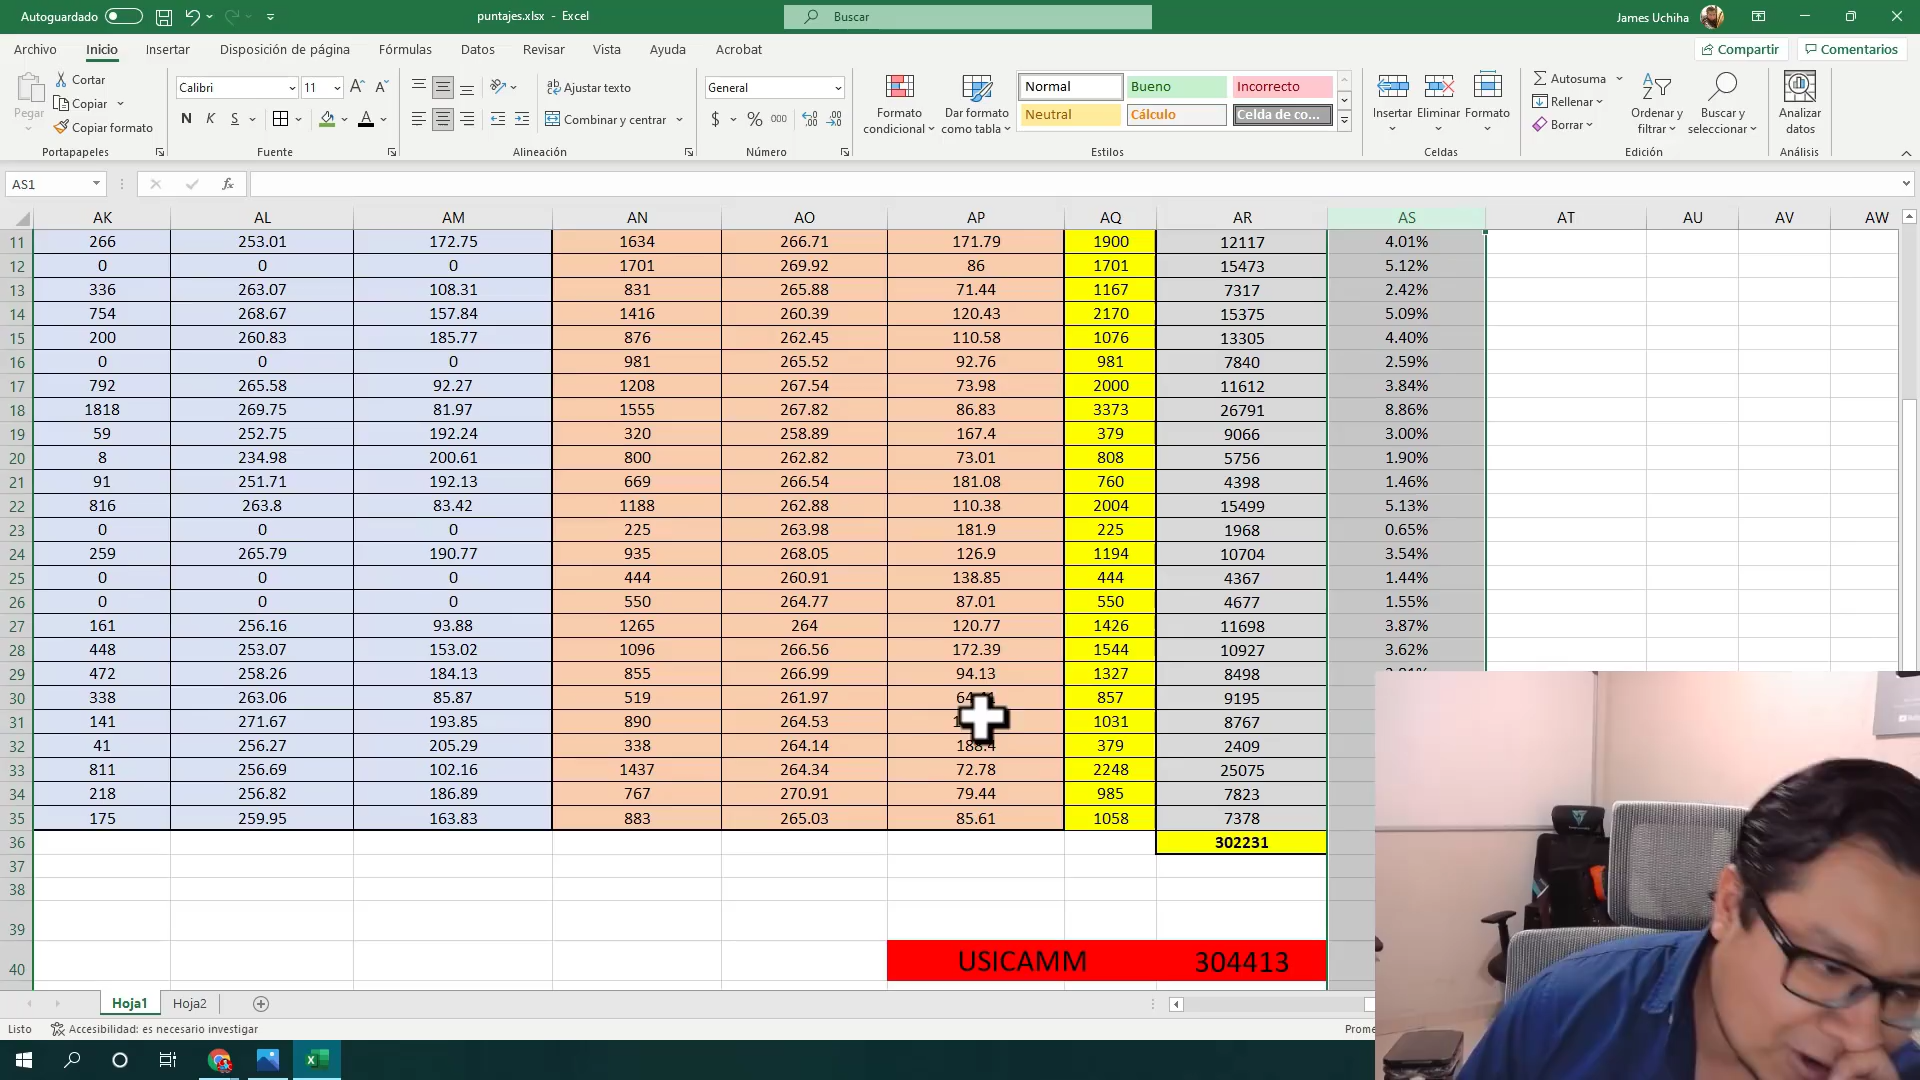 Autoguardado puntajes.xlsx - Excel Buscar James Uchiha
Archivo Inicio Insertar Disposición de página Fórmulas Datos Revisar Vista Ayuda Acrobat Compartir Comentarios
Pegar Cortar Copiar Copiar formato Portapapeles
Calibri 11 N K S Fuente
Ajustar texto Combinar y centrar Alineación
General $ % 000 Número
Formato condicional Dar formato como tabla
Normal Bueno Incorrecto
Neutral Cálculo Celda de co...
Estilos
Insertar Eliminar Formato Celdas
Autosuma Rellenar Borrar Ordenar y filtrar Buscar y seleccionar Edición
Analizar datos Análisis
AS1 fx
AK AL AM AN AO AP AQ AR AS AT AU AV AW
11 266 253.01 172.75 1634 266.71 171.79 1900 12117 4.01%
12 0 0 0 1701 269.92 86 1701 15473 5.12%
13 336 263.07 108.31 831 265.88 71.44 1167 7317 2.42%
14 754 268.67 157.84 1416 260.39 120.43 2170 15375 5.09%
15 200 260.83 185.77 876 262.45 110.58 1076 13305 4.40%
16 0 0 0 981 265.52 92.76 981 7840 2.59%
17 792 265.58 92.27 1208 267.54 73.98 2000 11612 3.84%
18 1818 269.75 81.97 1555 267.82 86.83 3373 26791 8.86%
19 59 252.75 192.24 320 258.89 167.4 379 9066 3.00%
20 8 234.98 200.61 800 262.82 73.01 808 5756 1.90%
21 91 251.71 192.13 669 266.54 181.08 760 4398 1.46%
22 816 263.8 83.42 1188 262.88 110.38 2004 15499 5.13%
23 0 0 0 225 263.98 181.9 225 1968 0.65%
24 259 265.79 190.77 935 268.05 126.9 1194 10704 3.54%
25 0 0 0 444 260.91 138.85 444 4367 1.44%
26 0 0 0 550 264.77 87.01 550 4677 1.55%
27 161 256.16 93.88 1265 264 120.77 1426 11698 3.87%
28 448 253.07 153.02 1096 266.56 172.39 1544 10927 3.62%
29 472 258.26 184.13 855 266.99 94.13 1327 8498
30 338 263.06 85.87 519 261.97 857 9195
31 141 271.67 193.85 890 264.53 1031 8767
32 41 256.27 205.29 338 264.14 188.4 379 2409
33 811 256.69 102.16 1437 264.34 72.78 2248 25075
34 218 256.82 186.89 767 270.91 79.44 985 7823
35 175 259.95 163.83 883 265.03 85.61 1058 7378
36 302231
37
38
39
40 USICAMM 304413
Hoja1 Hoja2
Listo Accesibilidad: es necesario investigar Prome